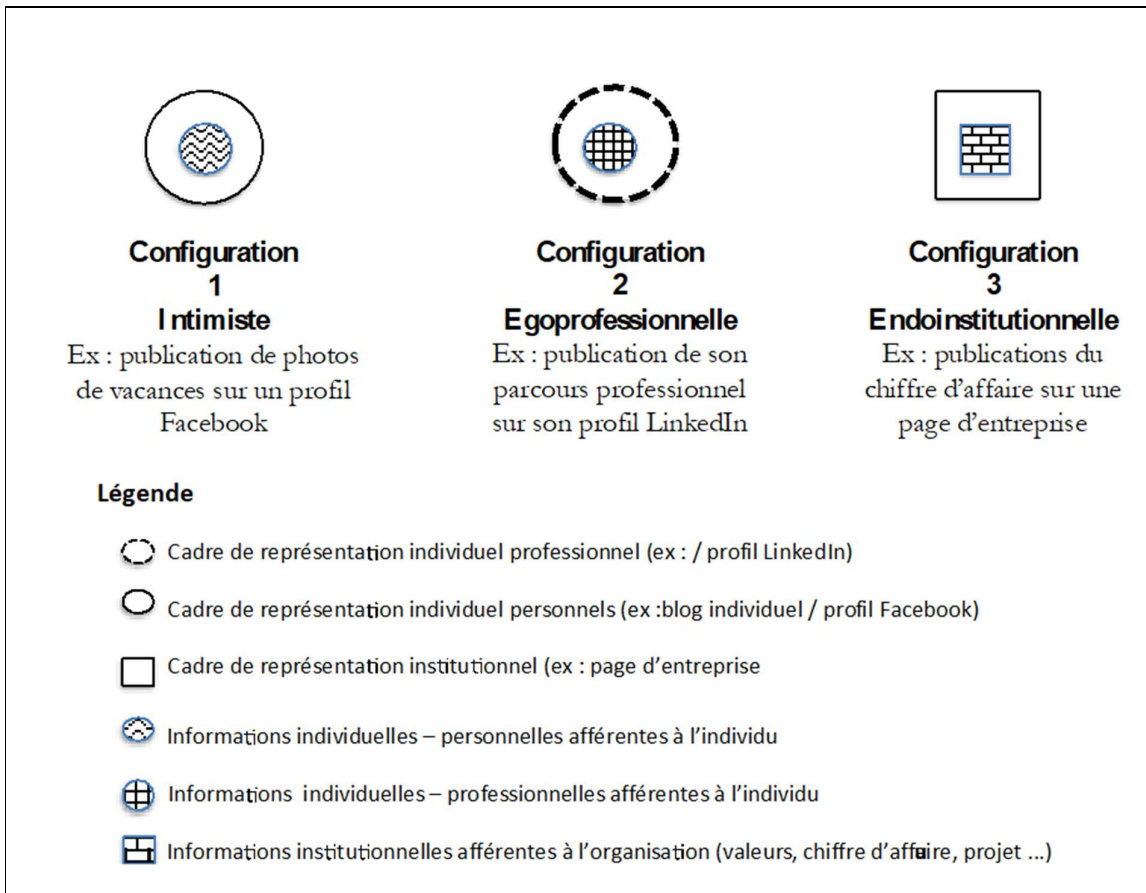 Configuration
1
Intimiste
Ex : publication de photos
de vacances sur un profil
Facebook
Configuration
2
Egoprofessionnelle
Ex : publication de son
parcours professionnel
sur son profil LinkedIn
Configuration
3
Endoinstitutionnelle
Ex : publications du
chiffre d’affaire sur une
page d’entreprise
Légende
Cadre de représentation individuel professionnel (ex : / profil LinkedIn)
Cadre de représentation individuel personnels (ex :blog individuel / profil Facebook)
Cadre de représentation institutionnel (ex : page d’entreprise
Informations individuelles – personnelles afférentes à l’individu
Informations individuelles – professionnelles afférentes à l’individu
Informations institutionnelles afférentes à l’organisation (valeurs, chiffre d’affaire, projet ...)